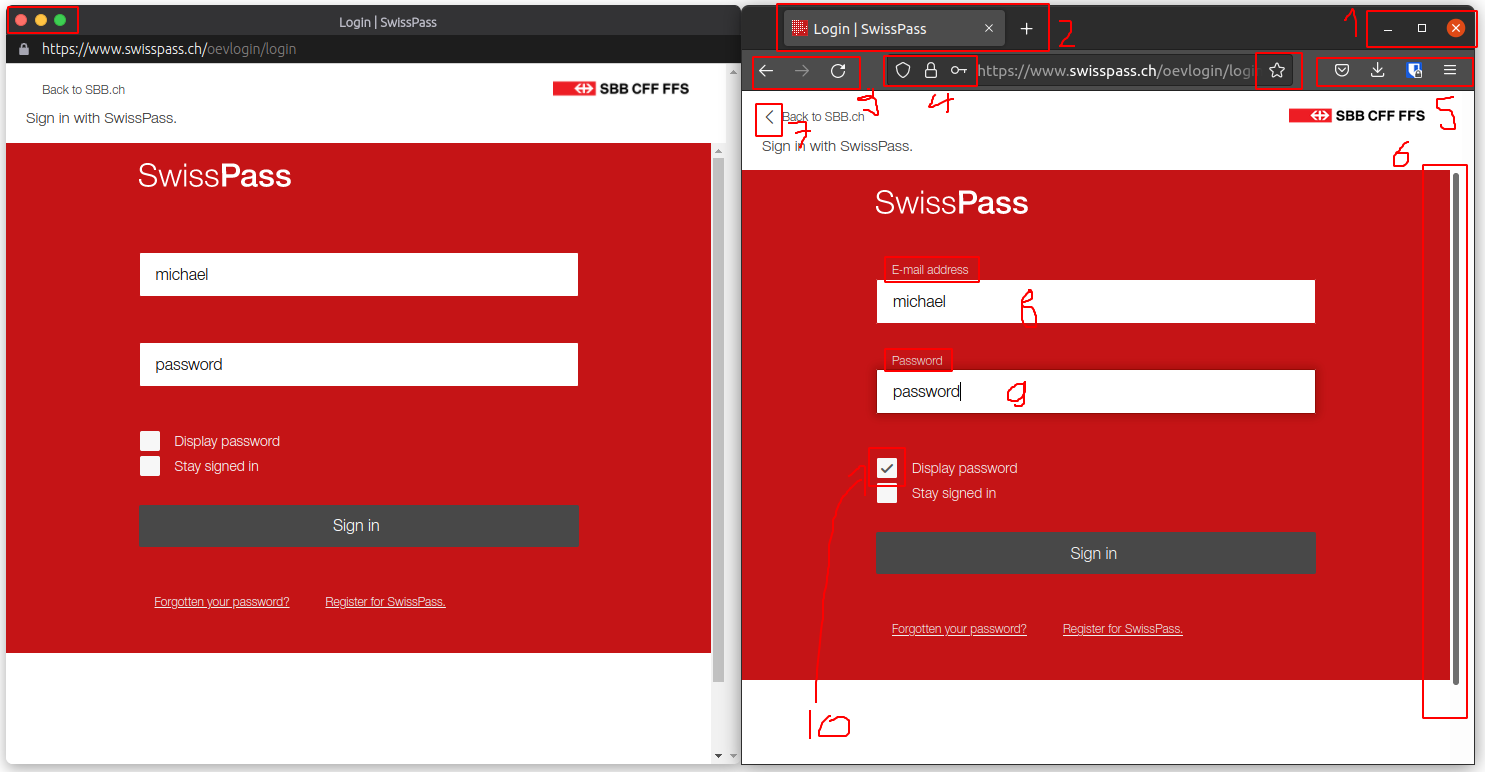 Login | SwissPass
https://www.swisspass.ch/oevlogin/login
Back to SBB.ch
SBB CFF FFS
Sign in with SwissPass.
SwissPass
michael
password
Display password
Stay signed in
Sign in
Forgotten your password? Register for SwissPass.
Login | SwissPass
2
1
https://www.swisspass.ch/oevlogin/logi
3
4
5
Back to SBB.ch
SBB CFF FFS
7
Sign in with SwissPass.
6
SwissPass
E-mail address
michael
8
Password
password
9
Display password
Stay signed in
Sign in
Forgotten your password? Register for SwissPass.
10